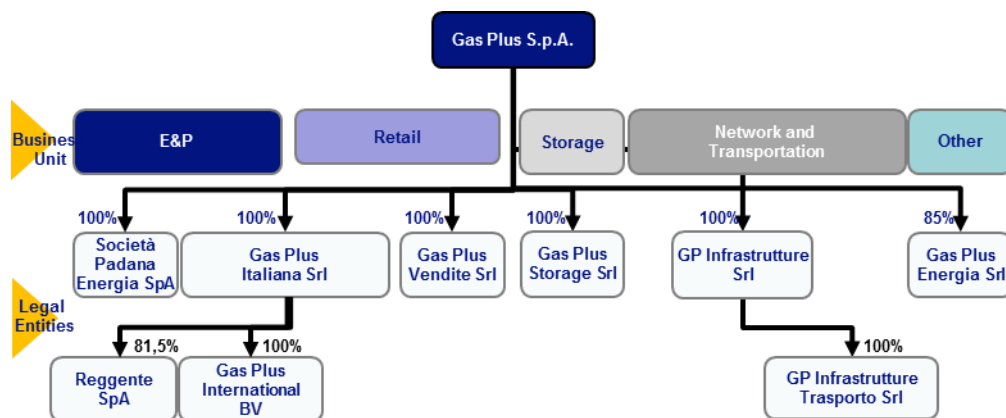 Gas Plus S.p.A.
Business
Unit
E&P
Retail
Storage
Network and
Transportation
Other
100%
100%
100%
100%
100%
85%
Società
Padana
Energia SpA
Gas Plus
Italiana Srl
Gas Plus
Vendite Srl
Gas Plus
Storage Srl
GP Infrastrutture
Srl
Gas Plus
Energia Srl
Legal
Entities
81,5%
100%
100%
Reggente
SpA
Gas Plus
International
BV
GP Infrastrutture
Trasporto Srl